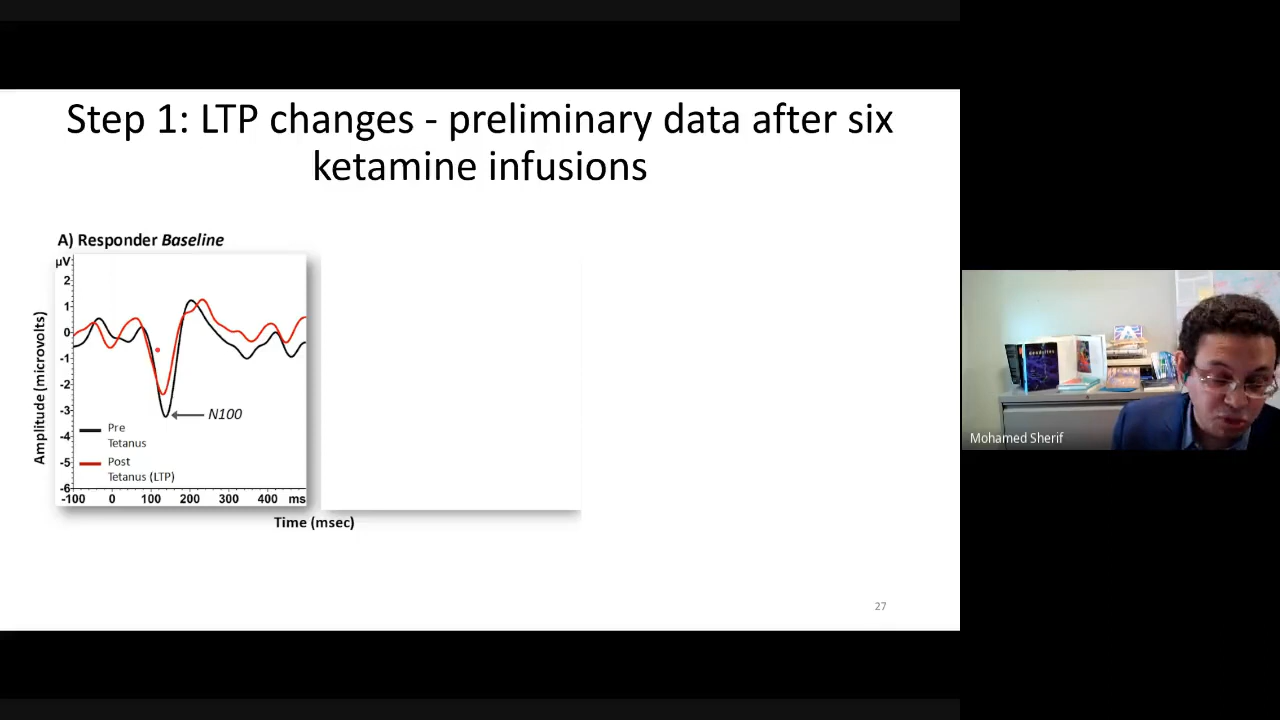 Step 1: LTP changes - preliminary data after six
ketamine infusions
A) Responder Baseline
µV
2
1
0
-1
-2
-3
-4
-5
-6
Amplitude (microvolts)
N100
Pre
Tetanus
Post
Tetanus (LTP)
-100 0 100 200 300 400 ms
Time (msec)
27
Mohamed Sherif